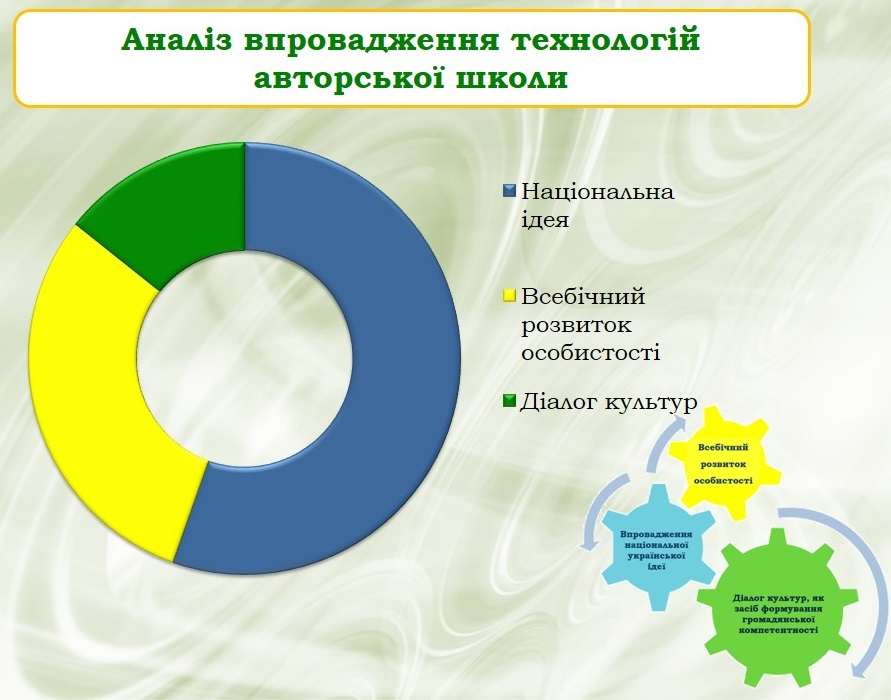 Аналіз впровадження технологій
авторської школи
Національна
ідея
Всебічний
розвиток
особистості
Діалог культур
Всебічний
розвиток
особистості
Впровадження
національної
української
ідеї
Діалог культур, як
засіб формування
громадянської
компетентності